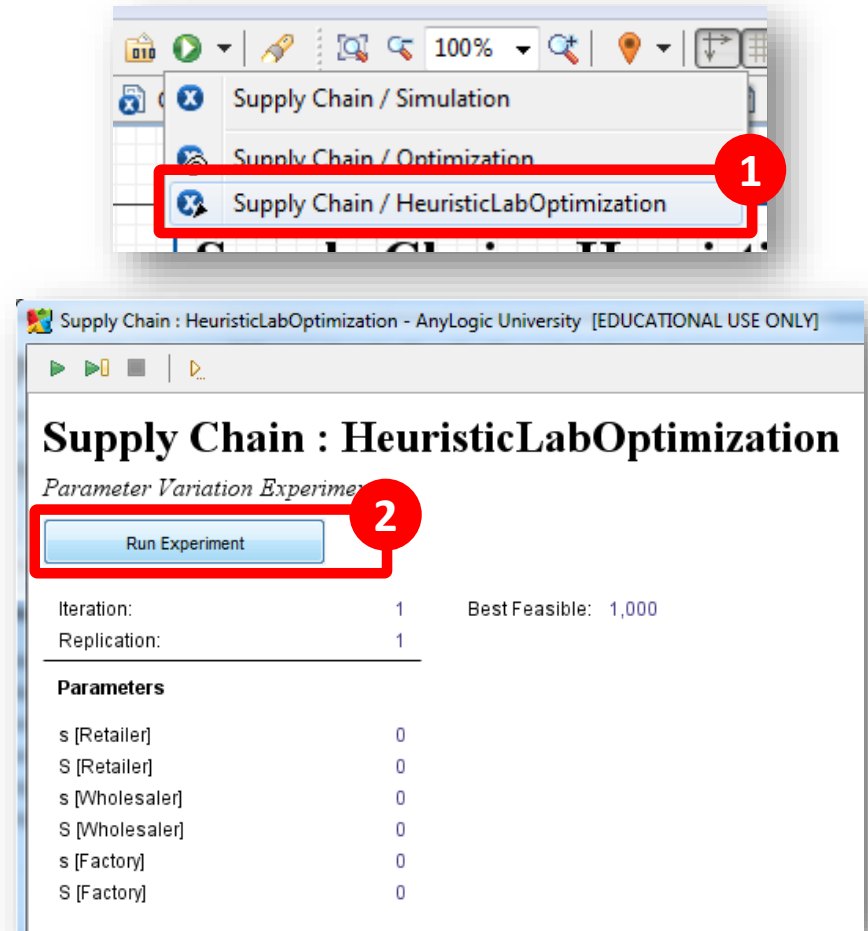 100%
Supply Chain / Simulation
Supply Chain / Optimization
1
Supply Chain / HeuristicLabOptimization
Supply Chain : HeuristicLabOptimization - AnyLogic University [EDUCATIONAL USE ONLY]
Supply Chain : HeuristicLabOptimization
Parameter Variation Experiment
2
Run Experiment
Iteration: 1 Best Feasible: 1,000
Replication: 1
Parameters
s [Retailer] 0
S [Retailer] 0
s [Wholesaler] 0
S [Wholesaler] 0
s [Factory] 0
S [Factory] 0